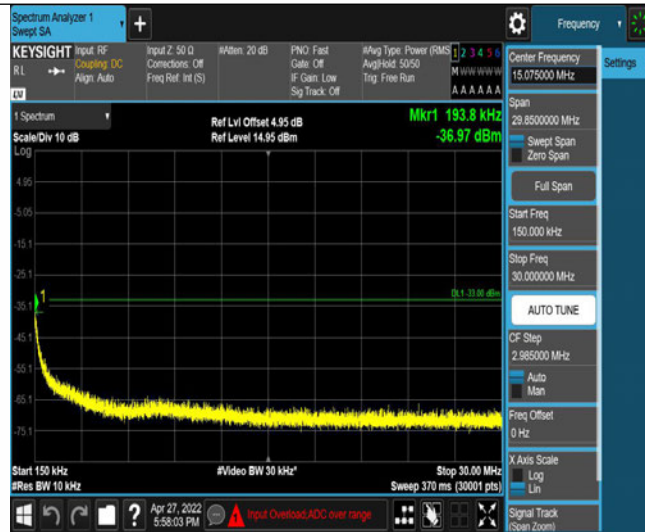 Spectrum Analyzer 1
Swept SA
Frequency
KEYSIGHT
RL
LXI
Input: RF
Coupling: DC
Align: Auto
Input Z: 50 Ω
Corrections: Off
Freq Ref: Int (S)
#Atten: 20 dB
PNO: Fast
Gate: Off
IF Gain: Low
Sig Track: Off
#Avg Type: Power (RMS
Avg|Hold: 50/50
Trig: Free Run
1 2 3 4 5 6
M W W W W W
A A A A A A
1 Spectrum
Scale/Div 10 dB
Log
Ref Lvl Offset 4.95 dB
Ref Level 14.95 dBm
Mkr1 193.8 kHz
-36.97 dBm
4.95
-5.05
-15.1
-25.1
DL1 -33.00 dBm
1
-35.1
-45.1
-55.1
-65.1
-75.1
Start 150 kHz
#Res BW 10 kHz
#Video BW 30 kHz*
Stop 30.00 MHz
Sweep 370 ms (30001 pts)
Center Frequency
15.075000 MHz
Settings
Span
29.8500000 MHz
Swept Span
Zero Span
Full Span
Start Freq
150.000 kHz
Stop Freq
30.000000 MHz
AUTO TUNE
CF Step
2.985000 MHz
Auto
Man
Freq Offset
0 Hz
X Axis Scale
Log
Lin
Signal Track
(Span Zoom)
?
Apr 27, 2022
5:58:03 PM
Input Overload;ADC over range